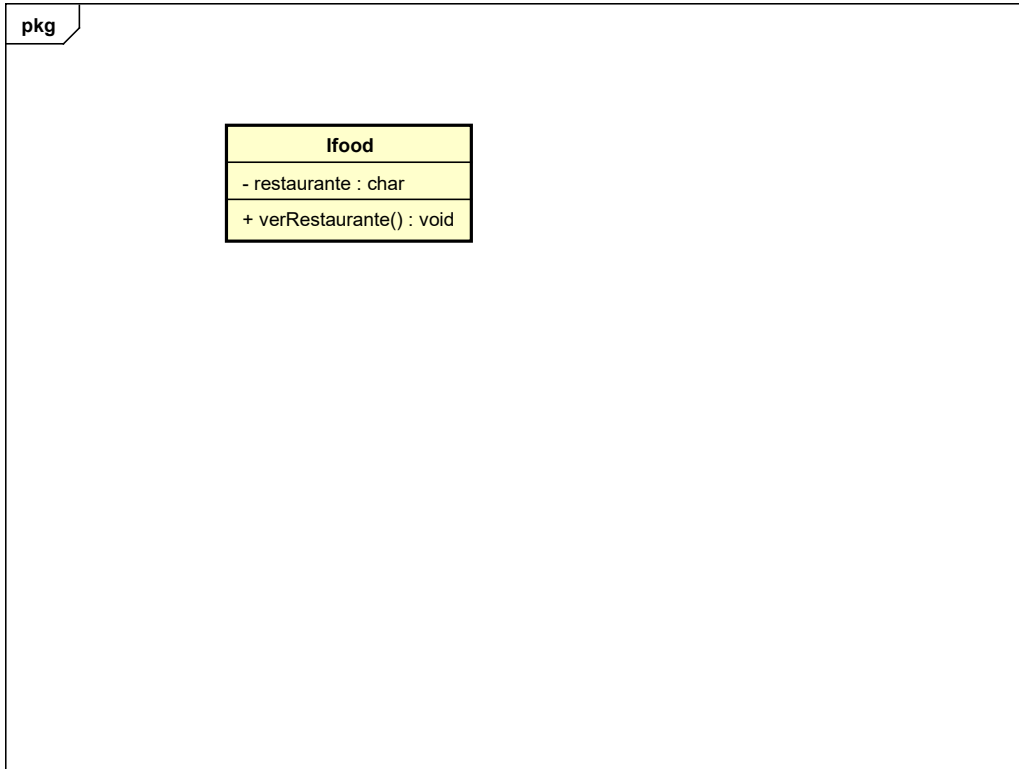 pkg
Ifood
- restaurante : char
+ verRestaurante() : void